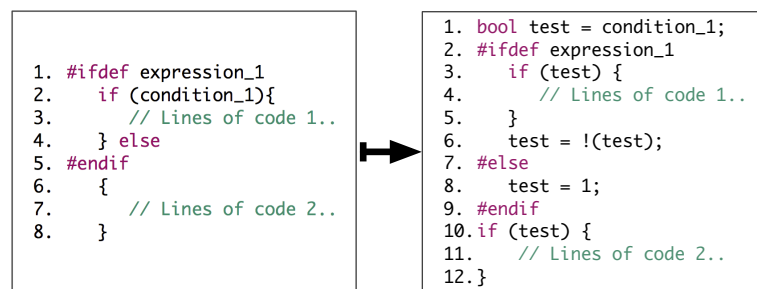 1. #ifdef expression_1
2. if (condition_1){
3. // Lines of code 1..
4. } else
5. #endif
6. {
7. // Lines of code 2..
8. }
1. bool test = condition_1;
2. #ifdef expression_1
3. if (test) {
4. // Lines of code 1..
5. }
6. test = !(test);
7. #else
8. test = 1;
9. #endif
10. if (test) {
11. // Lines of code 2..
12. }